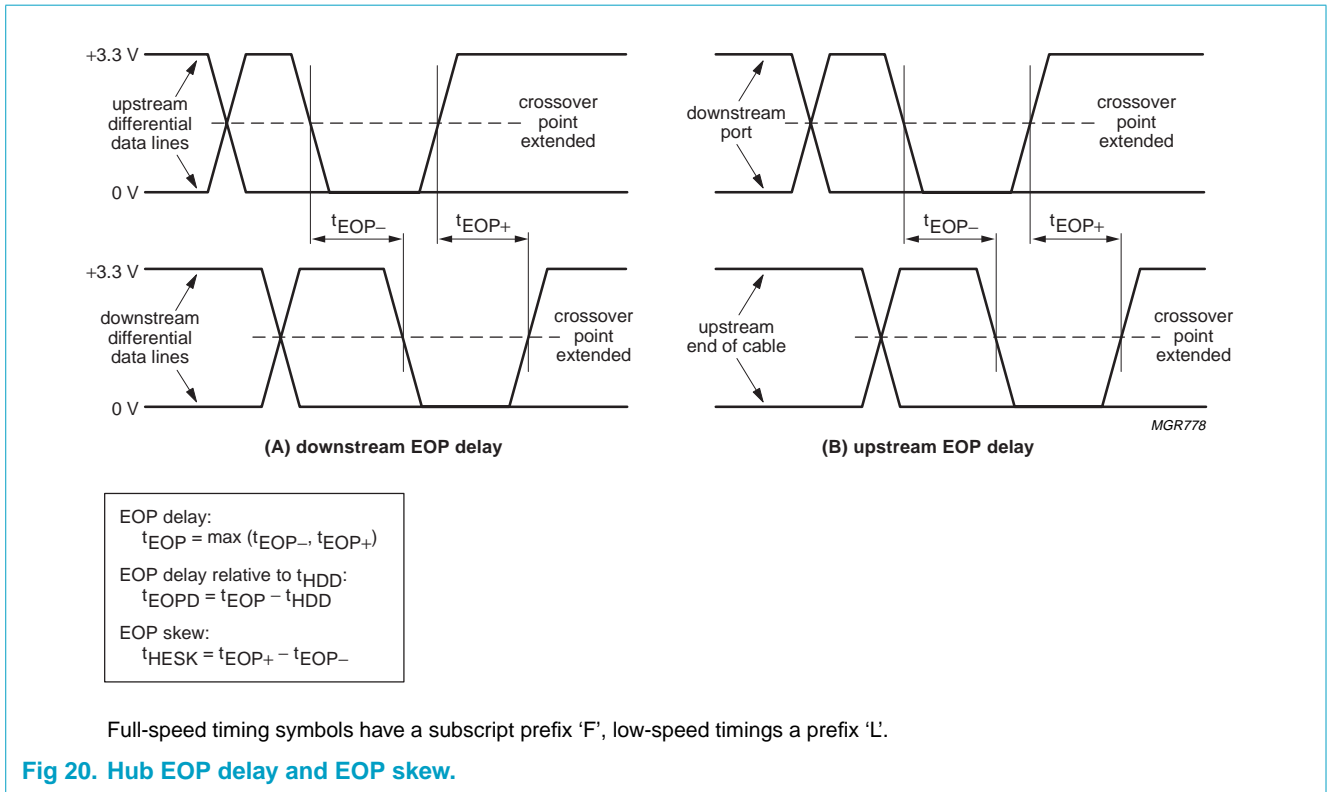 +3.3 V
upstream
differential
data lines
0 V
crossover
point
extended
tEOP−
tEOP+
+3.3 V
downstream
differential
data lines
0 V
crossover
point
extended
(A) downstream EOP delay
downstream
port
crossover
point
extended
tEOP−
tEOP+
upstream
end of cable
crossover
point
extended
MGR778
(B) upstream EOP delay
EOP delay:
tEOP = max (tEOP−, tEOP+)
EOP delay relative to tHDD:
tEOPD = tEOP − tHDD
EOP skew:
tHESK = tEOP+ − tEOP−
Full-speed timing symbols have a subscript prefix ‘F’, low-speed timings a prefix ‘L’.
Fig 20. Hub EOP delay and EOP skew.